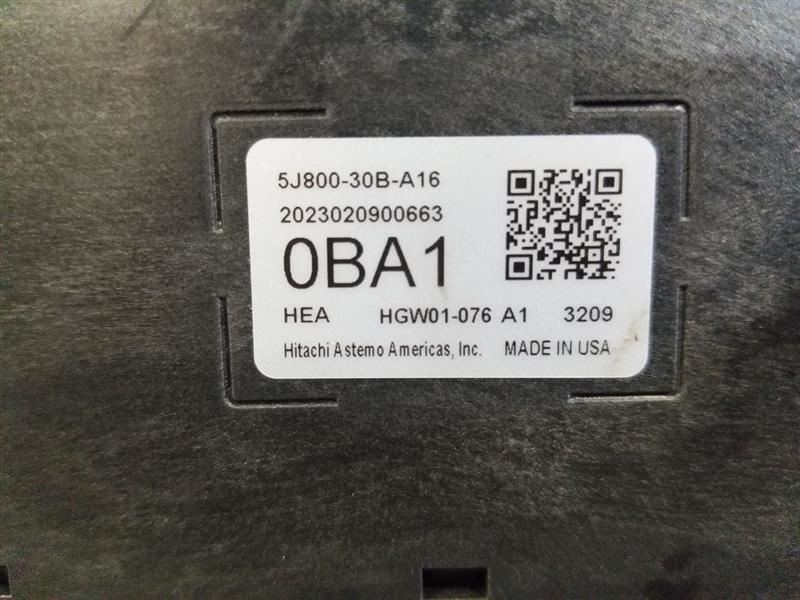 5J800-30B-A16
2023020900663
0BA1
HEA HGW01-076 A1 3209
Hitachi Astemo Americas, Inc. MADE IN USA